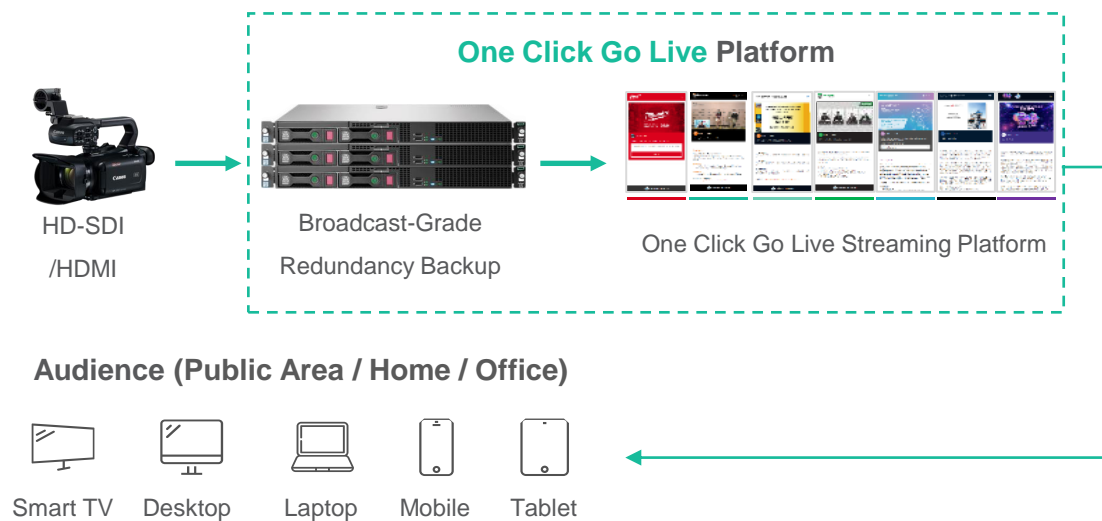 One Click Go Live Platform
HD-SDI
/HDMI
Broadcast-Grade
Redundancy Backup
One Click Go Live Streaming Platform
Audience (Public Area / Home / Office)
Smart TV
Desktop
Laptop
Mobile
Tablet